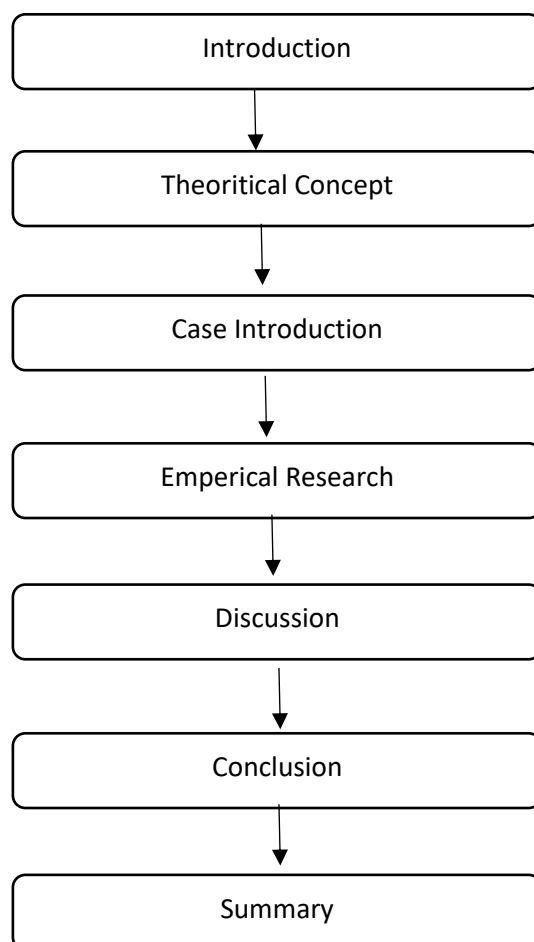 Introduction
Theoritical Concept
Case Introduction
Emperical Research
Discussion
Conclusion
Summary